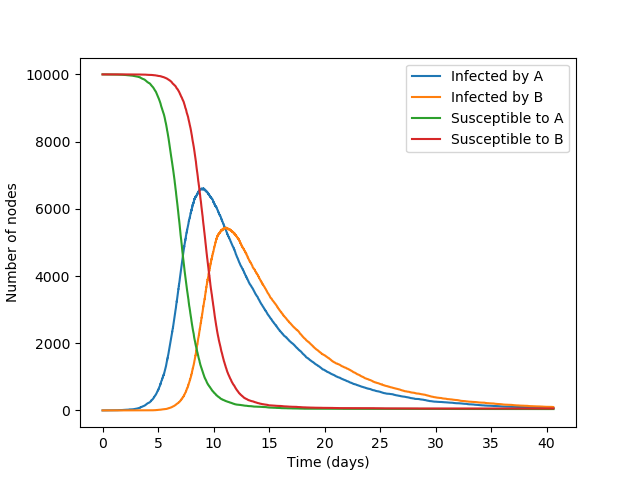 Infected by A
Infected by B
Susceptible to A
Susceptible to B
Number of nodes
10000
8000
6000
4000
2000
0
0 5 10 15 20 25 30 35 40
Time (days)